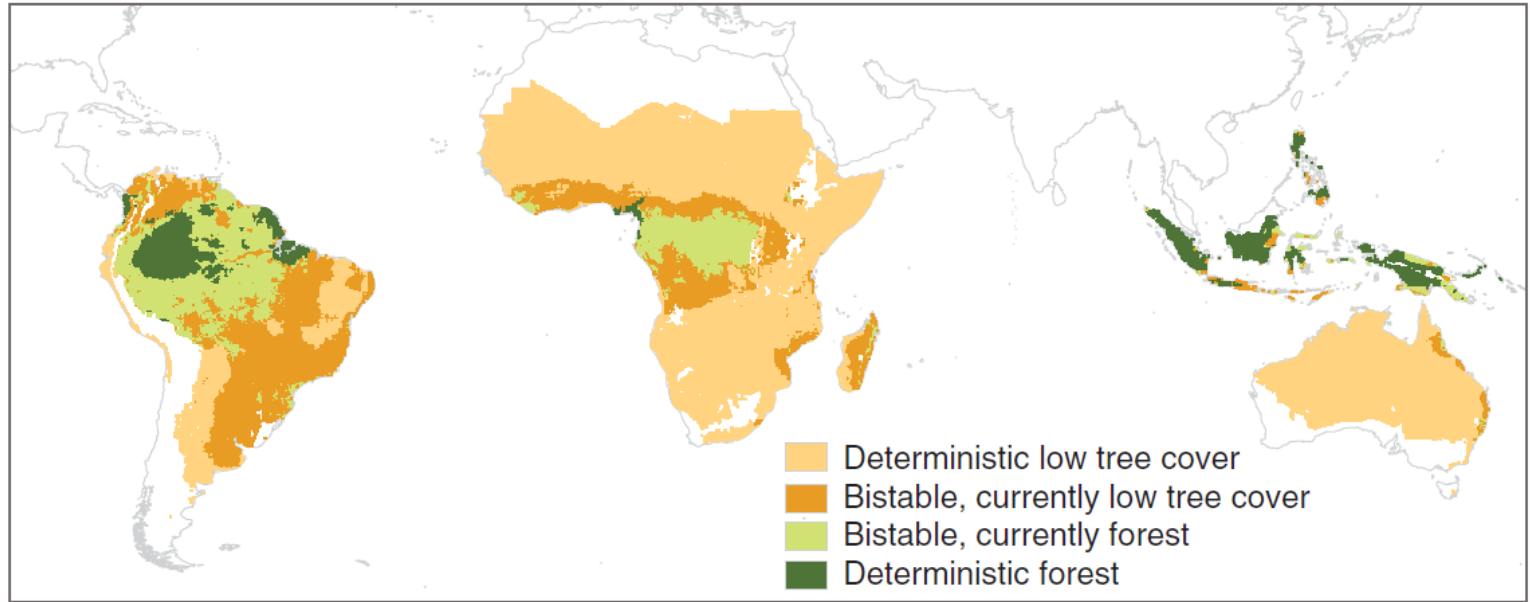 Deterministic low tree cover
Bistable, currently low tree cover
Bistable, currently forest
Deterministic forest